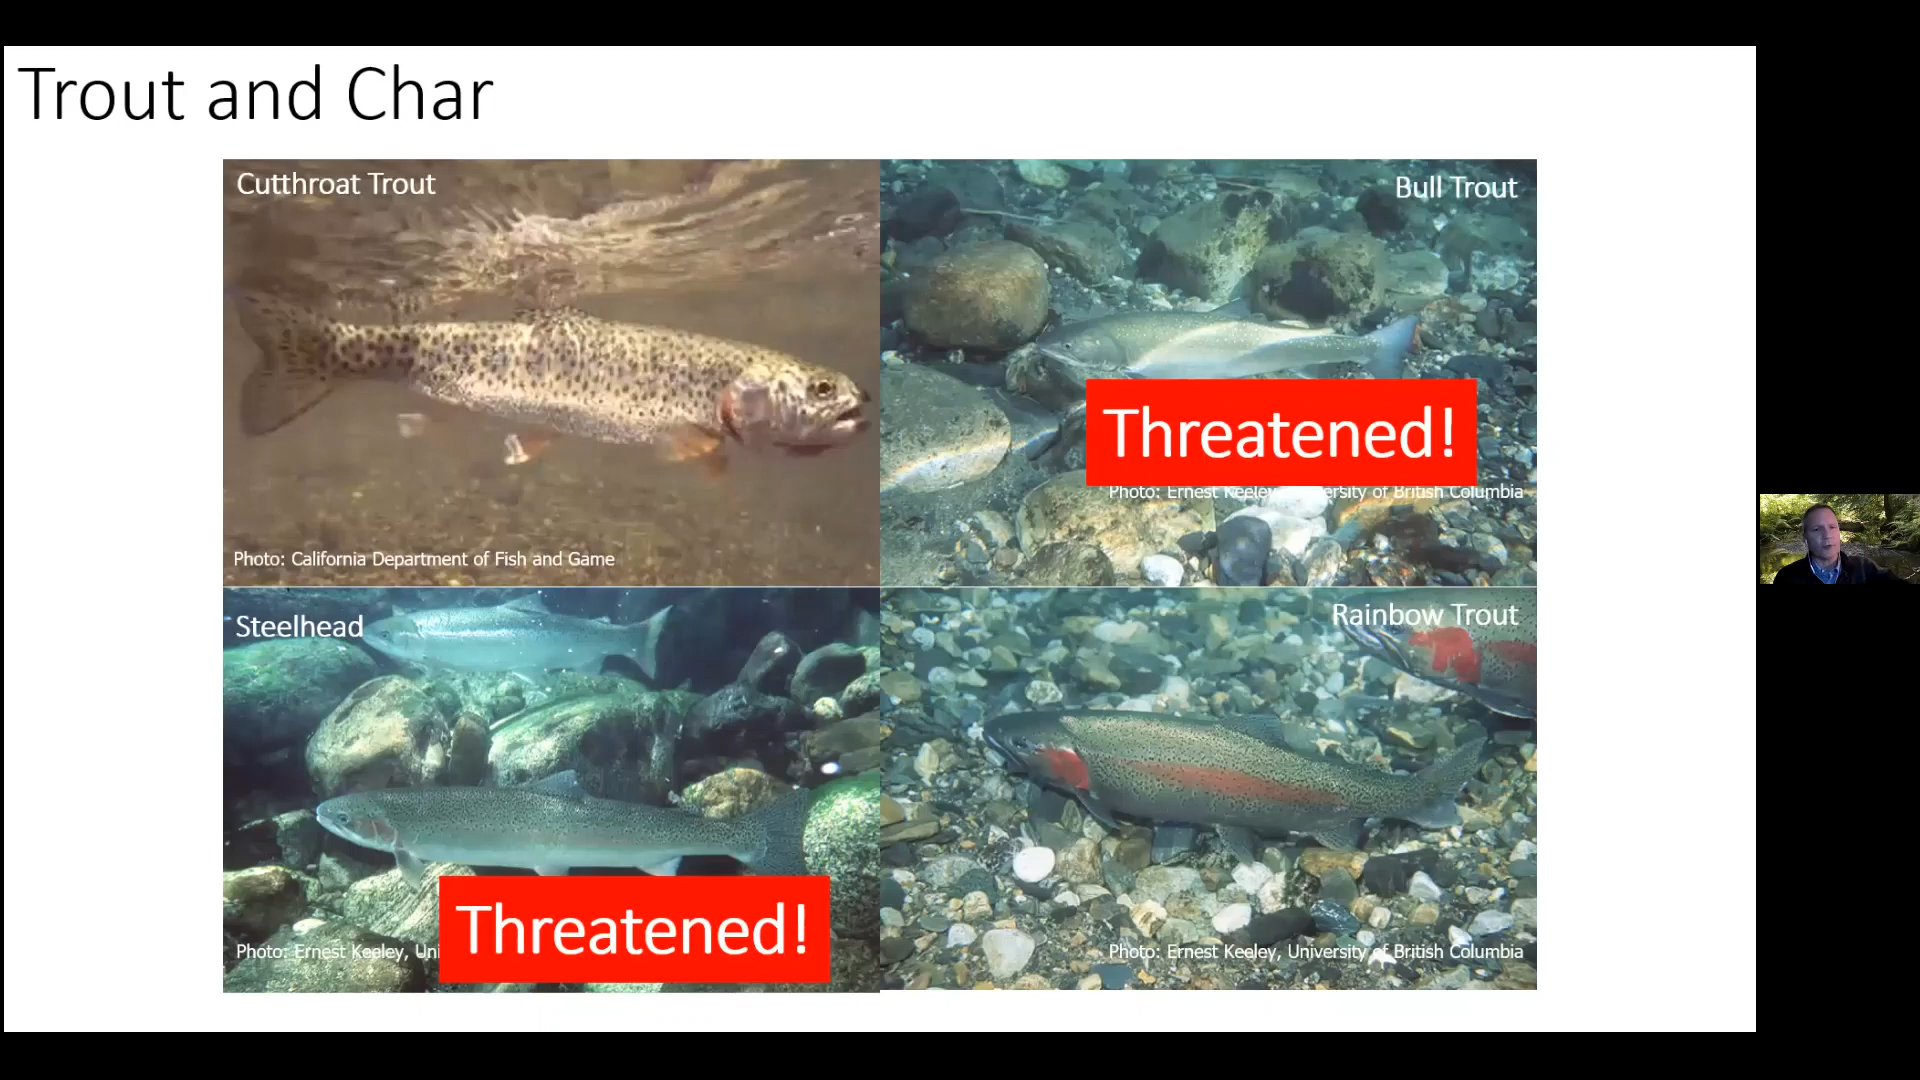 Trout and Char
Cutthroat Trout
Bull Trout
Threatened!
Photo: Ernest Keeley ersity of British Columbia
Photo: California Department of Fish and Game
Steelhead
Rainbow Trout
Threatened!
Photo: Ernest Keeley, Uni
Photo: Ernest Keeley, University of British Columbia